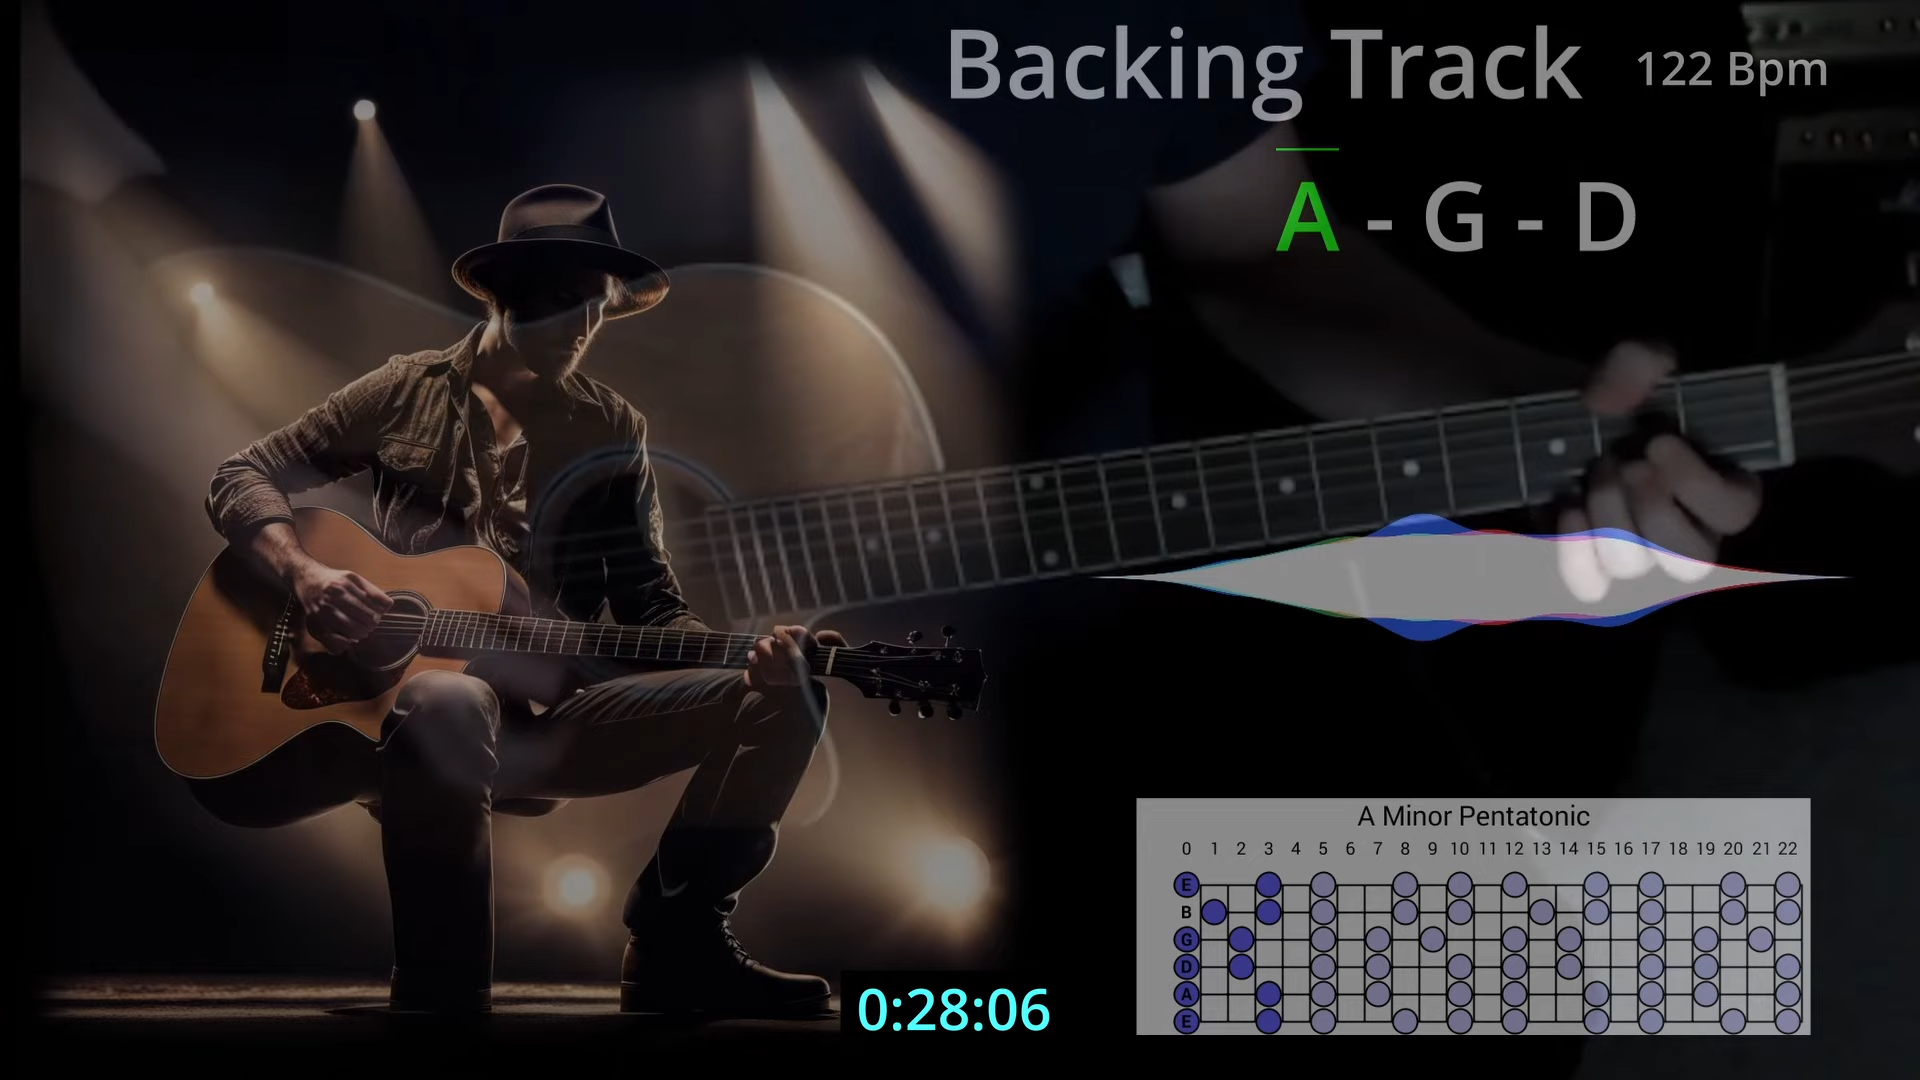 Backing Track 122 Bpm
A - G - D
A Minor Pentatonic
0 1 2 3 4 5 6 7 8 9 10 11 12 13 14 15 16 17 18 19 20 21 22
E
B
G
D
A
E
0:28:06